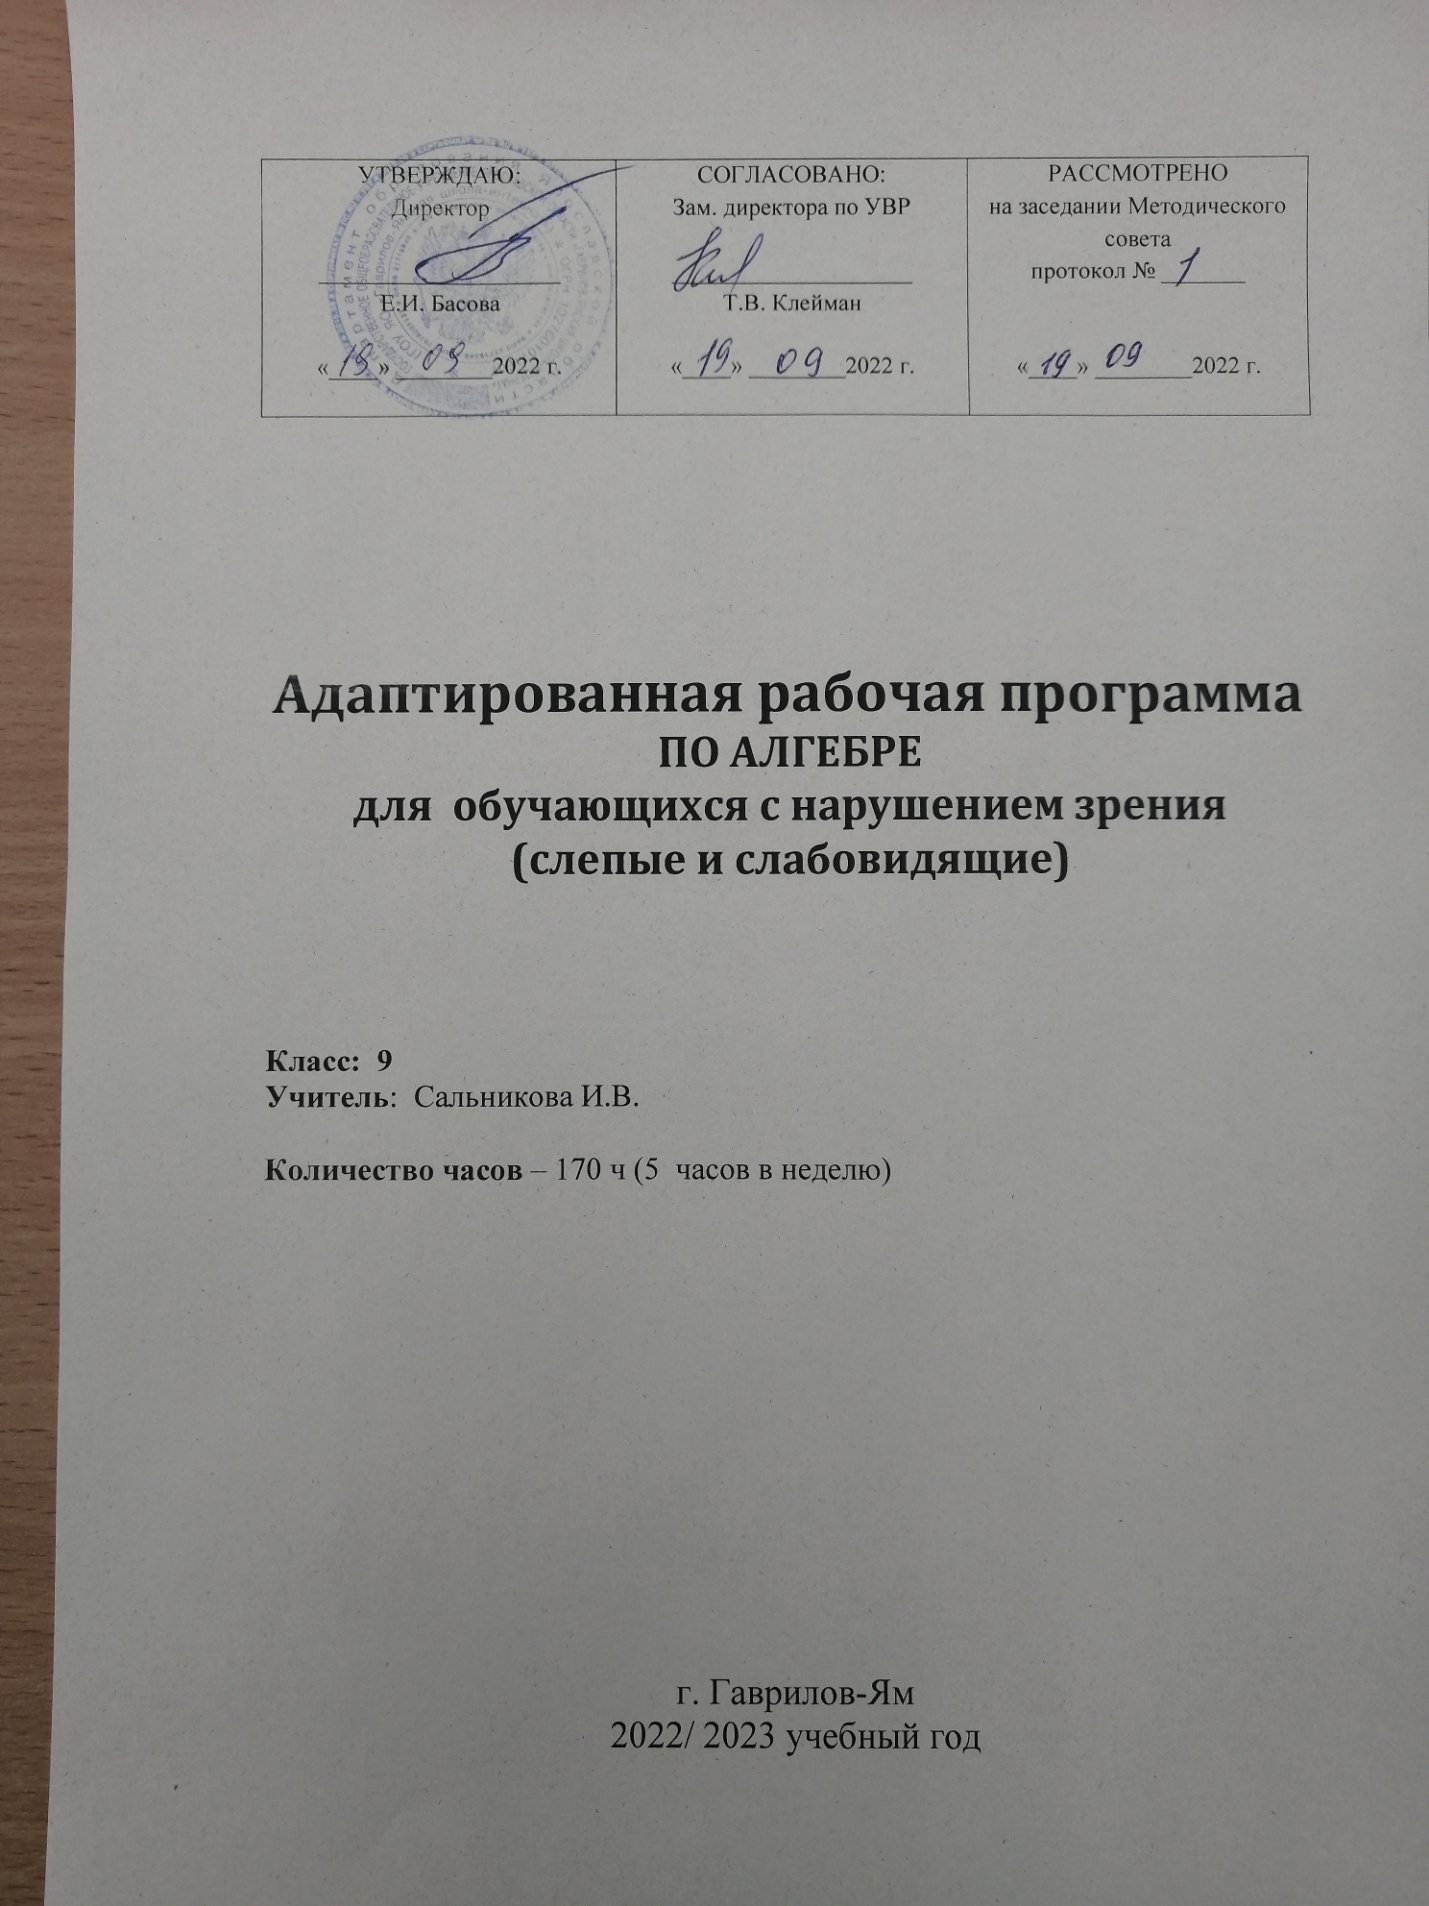 УТВЕРЖДАЮ:
Директор
Е.И. Басова
«19» 09 2022 г.
СОГЛАСОВАНО:
Зам. директора по УВР
Т.В. Клейман
«19» 09 2022 г.
РАССМОТРЕНО
на заседании Методического
совета
протокол № 1
«19» 09 2022 г.
Адаптированная рабочая программа
ПО АЛГЕБРЕ
для обучающихся с нарушением зрения
(слепые и слабовидящие)
Класс: 9
Учитель: Сальникова И.В.
Количество часов – 170 ч (5 часов в неделю)
г. Гаврилов-Ям
2022/ 2023 учебный год